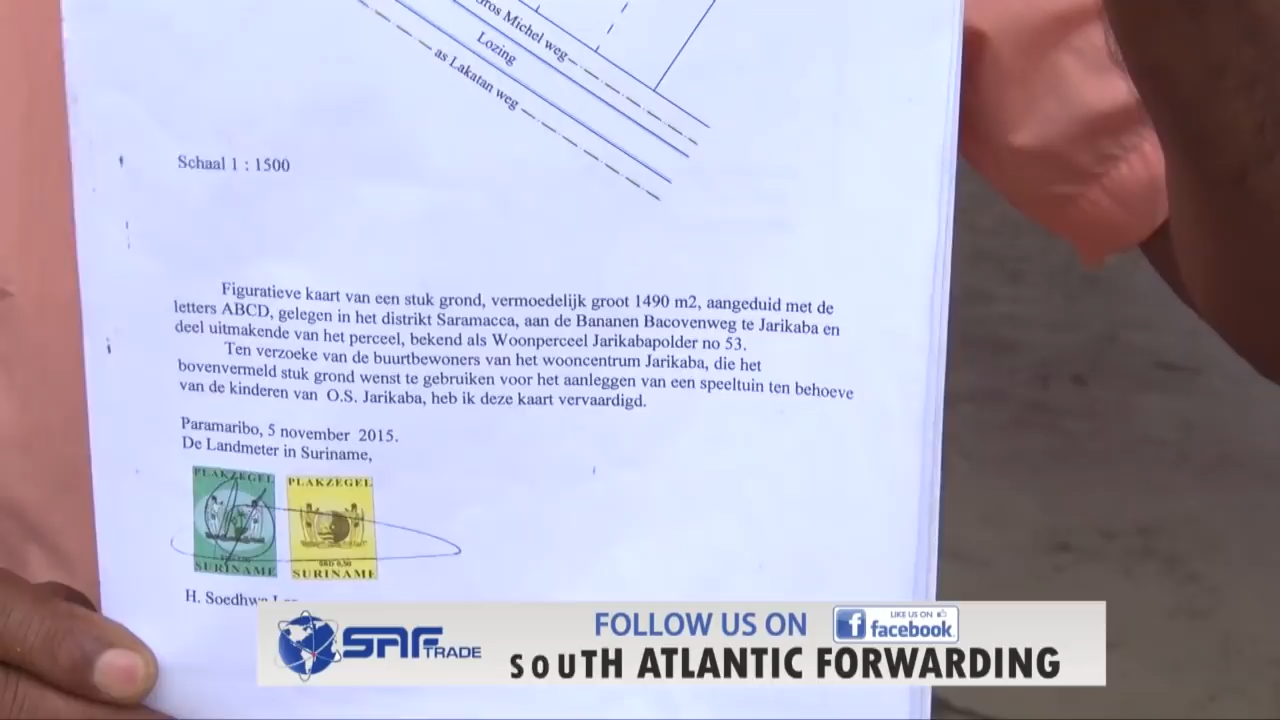 Gros Michel weg
Lozing
as Lakatan weg
Schaal 1 : 1500
Figuratieve kaart van een stuk grond, vermoedelijk groot 1490 m2, aangeduid met de
letters ABCD, gelegen in het distrikt Saramacca, aan de Bananen Bacovenweg te Jarikaba en
deel uitmakende van het perceel, bekend als Woonperceel Jarikabapolder no 53.
Ten verzoeke van de buurtbewoners van het wooncentrum Jarikaba, die het
bovenvermeld stuk grond wenst te gebruiken voor het aanleggen van een speeltuin ten behoeve
van de kinderen van O.S. Jarikaba, heb ik deze kaart vervaardigd.
Paramaribo, 5 november 2015.
De Landmeter in Suriname,
PLAKZEGEL PLAKZEGEL
SRD 0,50
SURINAME SURINAME
H.
SAF TRADE
FOLLOW US ON
LIKE US ON
facebook
SOUTH ATLANTIC FORWARDING